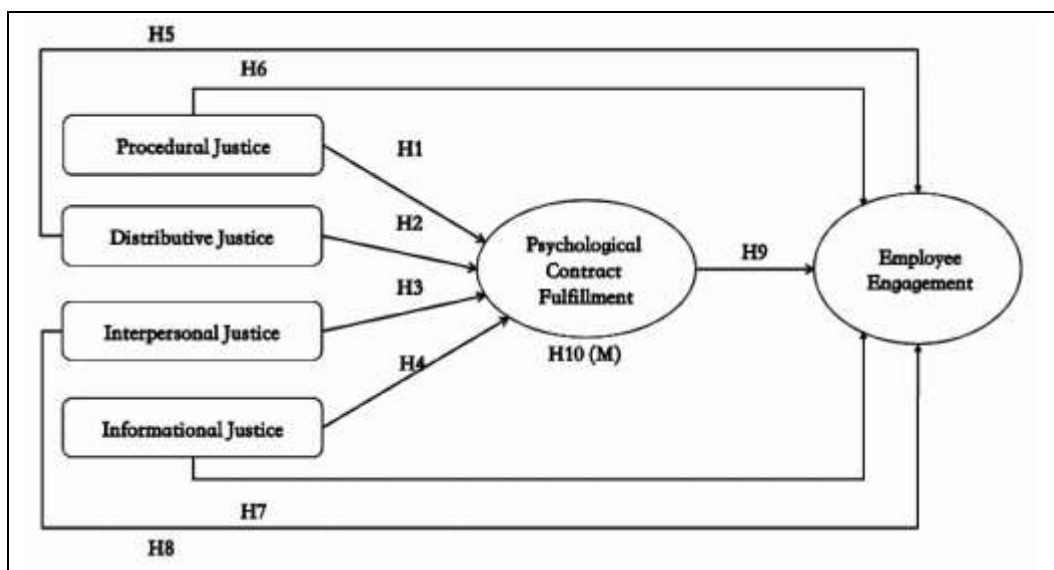 H5
H6
Procedural Justice
H1
Distributive Justice
H2
Psychological
Contract
Fulfillment
H9
Employee
Engagement
Interpersonal Justice
H3
H10 (M)
H4
Informational Justice
H7
H8